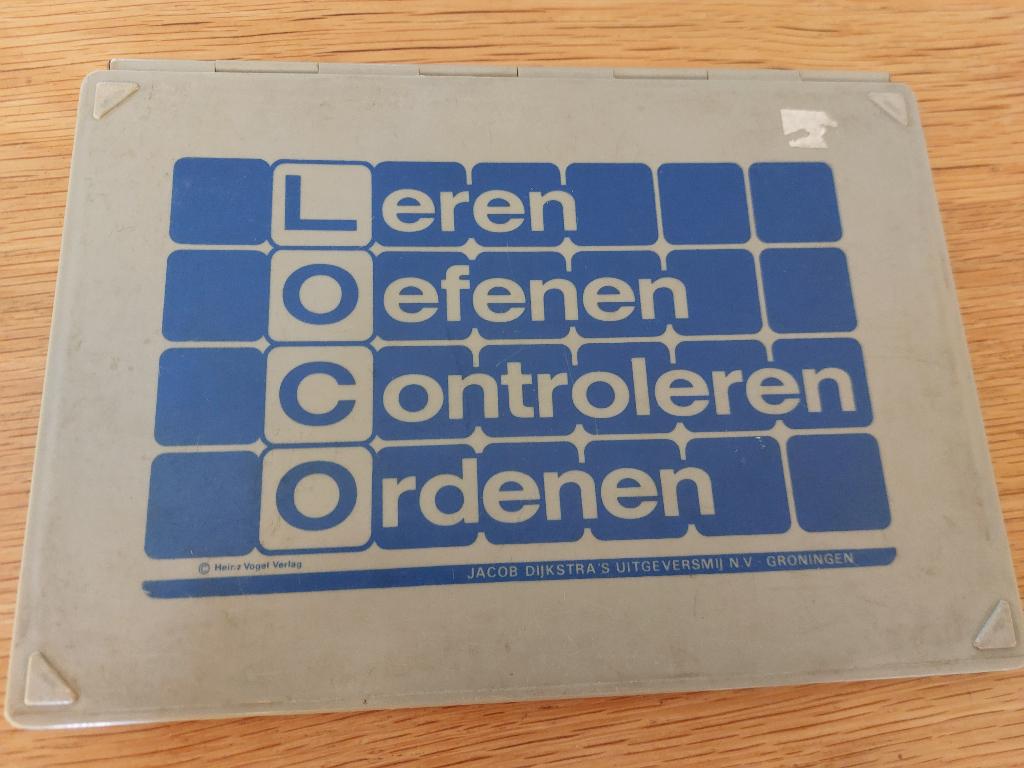 Leren
Oefenen
Controleren
Ordenen
© Heinz Vogel Verlag
JACOB DIJKSTRA'S UITGEVERSMIJ N.V. GRONINGEN